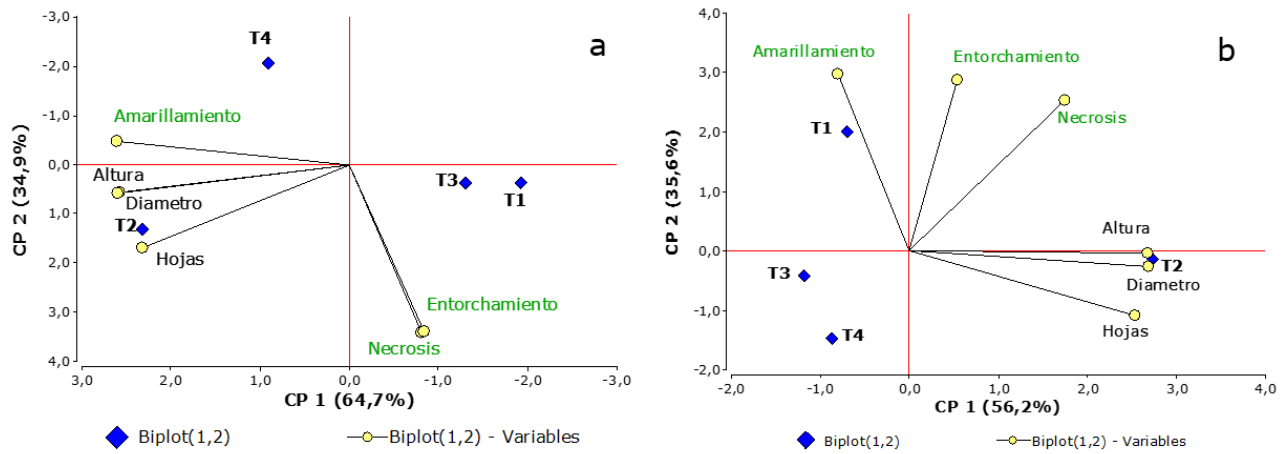 a
-3,0
-2,0
-1,0
0,0
1,0
2,0
3,0
4,0
CP 2 (34,9%)
T4
Amarillamiento
Altura
Diametro
T2
Hojas
T3
T1
Entorchamiento
Necrosis
3,0 2,0 1,0 0,0 -1,0 -2,0 -3,0
CP 1 (64,7%)
Biplot(1,2) Biplot(1,2) - Variables
b
4,0
3,0
2,0
1,0
0,0
-1,0
-2,0
CP 2 (35,6%)
Amarillamiento
Entorchamiento
Necrosis
T1
Altura
T2
Diametro
Hojas
T3
T4
-2,0 -1,0 0,0 1,0 2,0 3,0 4,0
CP 1 (56,2%)
Biplot(1,2) Biplot(1,2) - Variables